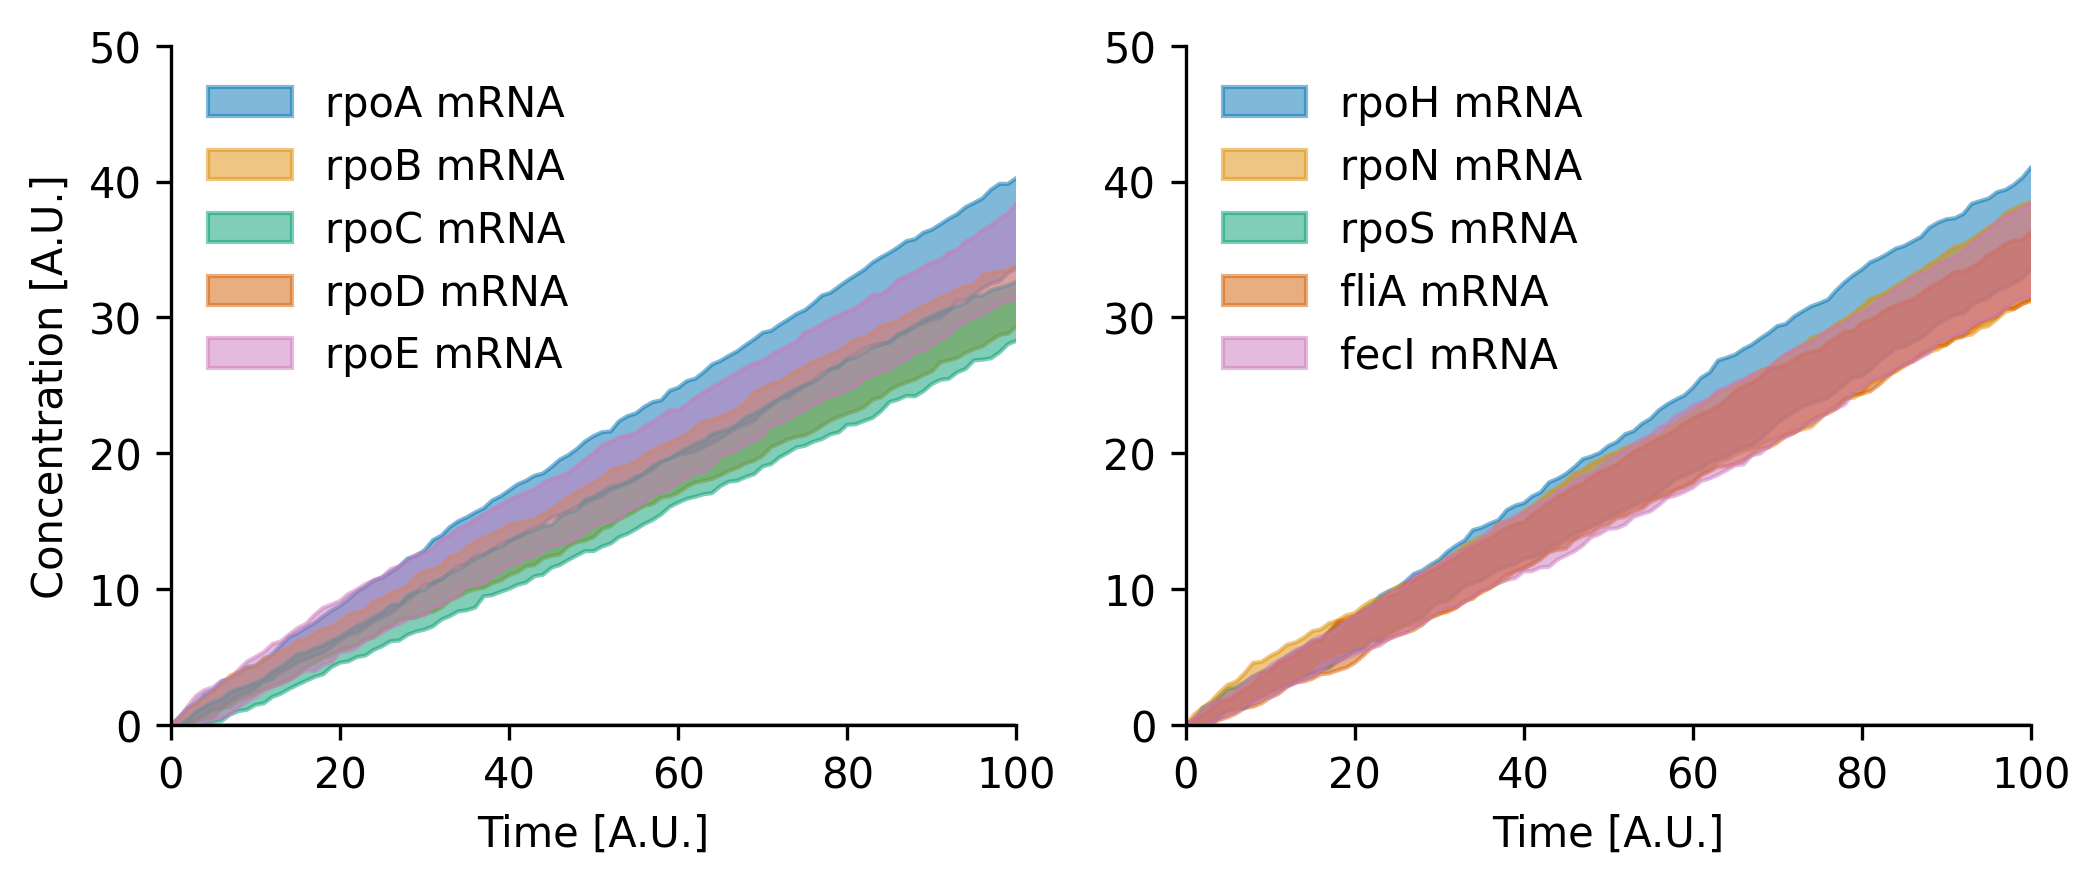 Concentration [A.U.]
50
40
30
20
10
0
rpoA mRNA
rpoB mRNA
rpoC mRNA
rpoD mRNA
rpoE mRNA
0 20 40 60 80 100
Time [A.U.]
50
40
30
20
10
0
rpoH mRNA
rpoN mRNA
rpoS mRNA
fliA mRNA
fecI mRNA
0 20 40 60 80 100
Time [A.U.]